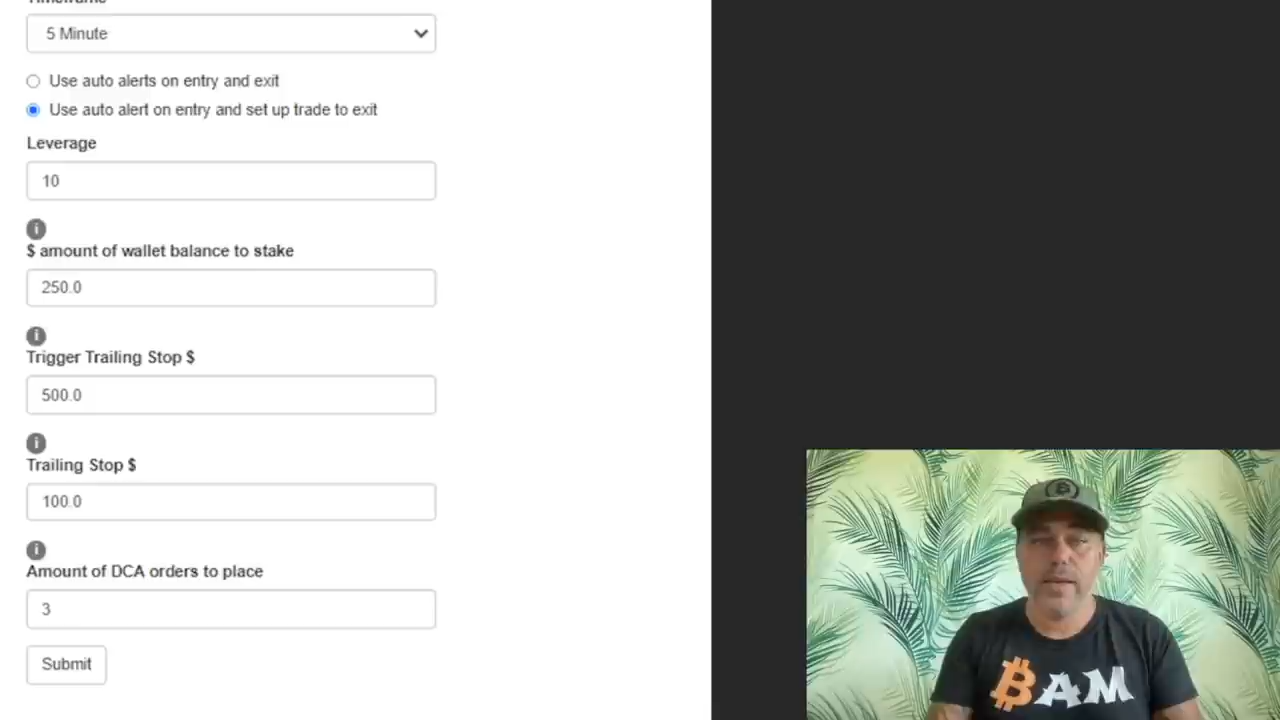 Timeframe
5 Minute
Use auto alerts on entry and exit
Use auto alert on entry and set up trade to exit
Leverage
10
$ amount of wallet balance to stake
250.0
Trigger Trailing Stop $
500.0
Trailing Stop $
100.0
Amount of DCA orders to place
3
Submit
BAM